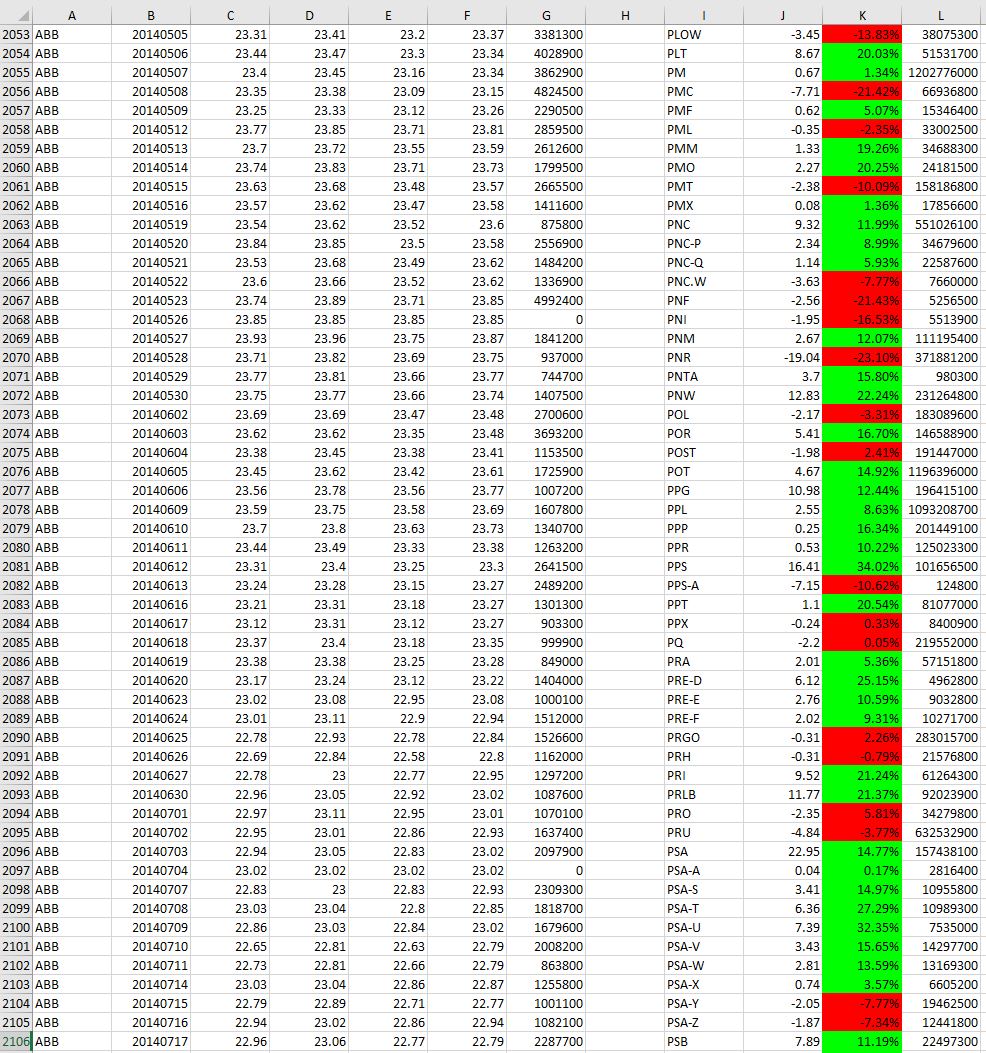 A B C D E F G H I J K L
2053 ABB 20140505 23.31 23.41 23.2 23.37 3381300 PLOW -3.45 -13.83% 38075300
2054 ABB 20140506 23.44 23.47 23.3 23.34 4028900 PLT 8.67 20.03% 51531700
2055 ABB 20140507 23.4 23.45 23.16 23.34 3862900 PM 0.67 1.34% 1202776000
2056 ABB 20140508 23.35 23.38 23.09 23.15 4824500 PMC -7.71 -21.42% 66936800
2057 ABB 20140509 23.25 23.33 23.12 23.26 2290500 PMF 0.62 5.07% 15346400
2058 ABB 20140512 23.77 23.85 23.71 23.81 2859500 PML -0.35 -2.35% 33002500
2059 ABB 20140513 23.7 23.72 23.55 23.59 2612600 PMM 1.33 19.26% 34688300
2060 ABB 20140514 23.74 23.83 23.71 23.73 1799500 PMO 2.27 20.25% 24181500
2061 ABB 20140515 23.63 23.68 23.48 23.57 2665500 PMT -2.38 -10.09% 158186800
2062 ABB 20140516 23.57 23.62 23.47 23.58 1411600 PMX 0.08 1.36% 17856600
2063 ABB 20140519 23.54 23.62 23.52 23.6 875800 PNC 9.32 11.99% 551026100
2064 ABB 20140520 23.84 23.85 23.5 23.58 2556900 PNC-P 2.34 8.99% 34679600
2065 ABB 20140521 23.53 23.68 23.49 23.62 1484200 PNC-Q 1.14 5.93% 22587600
2066 ABB 20140522 23.6 23.66 23.52 23.62 1336900 PNC.W -3.63 -7.77% 7660000
2067 ABB 20140523 23.74 23.89 23.71 23.85 4992400 PNF -2.56 -21.43% 5256500
2068 ABB 20140526 23.85 23.85 23.85 23.85 0 PNI -1.95 -16.53% 5513900
2069 ABB 20140527 23.93 23.96 23.75 23.87 1841200 PNM 2.67 12.07% 111195400
2070 ABB 20140528 23.71 23.82 23.69 23.75 937000 PNR -19.04 -23.10% 371881200
2071 ABB 20140529 23.77 23.81 23.66 23.77 744700 PNTA 3.7 15.80% 980300
2072 ABB 20140530 23.75 23.77 23.66 23.74 1407500 PNW 12.83 22.24% 231264800
2073 ABB 20140602 23.69 23.69 23.47 23.48 2700600 POL -2.17 -3.31% 183089600
2074 ABB 20140603 23.62 23.62 23.35 23.48 3693200 POR 5.41 16.70% 146588900
2075 ABB 20140604 23.38 23.45 23.38 23.41 1153500 POST -1.98 2.41% 191447000
2076 ABB 20140605 23.45 23.62 23.42 23.61 1725900 POT 4.67 14.92% 1196396000
2077 ABB 20140606 23.56 23.78 23.56 23.77 1007200 PPG 10.98 12.44% 196415100
2078 ABB 20140609 23.59 23.75 23.58 23.69 1607800 PPL 2.55 8.63% 1093208700
2079 ABB 20140610 23.7 23.8 23.63 23.73 1340700 PPP 0.25 16.34% 201449100
2080 ABB 20140611 23.44 23.49 23.33 23.38 1263200 PPR 0.53 10.22% 125023300
2081 ABB 20140612 23.31 23.4 23.25 23.3 2641500 PPS 16.41 34.02% 101656500
2082 ABB 20140613 23.24 23.28 23.15 23.27 2489200 PPS-A -7.15 -10.62% 124800
2083 ABB 20140616 23.21 23.31 23.18 23.27 1301300 PPT 1.1 20.54% 81077000
2084 ABB 20140617 23.12 23.31 23.12 23.27 903300 PPX -0.24 0.33% 8400900
2085 ABB 20140618 23.37 23.4 23.18 23.35 999900 PQ -2.2 0.05% 219552000
2086 ABB 20140619 23.38 23.38 23.25 23.28 849000 PRA 2.01 5.36% 57151800
2087 ABB 20140620 23.17 23.24 23.12 23.22 1404000 PRE-D 6.12 25.15% 4962800
2088 ABB 20140623 23.02 23.08 22.95 23.08 1000100 PRE-E 2.76 10.59% 9032800
2089 ABB 20140624 23.01 23.11 22.9 22.94 1512000 PRE-F 2.02 9.31% 10271700
2090 ABB 20140625 22.78 22.93 22.78 22.84 1526600 PRGO -0.31 2.26% 283015700
2091 ABB 20140626 22.69 22.84 22.58 22.8 1162000 PRH -0.31 -0.79% 21576800
2092 ABB 20140627 22.78 23 22.77 22.95 1297200 PRI 9.52 21.24% 61264300
2093 ABB 20140630 22.96 23.05 22.92 23.02 1087600 PRLB 11.77 21.37% 92023900
2094 ABB 20140701 22.97 23.11 22.95 23.01 1070100 PRO -2.35 5.81% 34279800
2095 ABB 20140702 22.95 23.01 22.86 22.93 1637400 PRU -4.84 -3.77% 632532900
2096 ABB 20140703 22.94 23.05 22.83 23.02 2097900 PSA 22.95 14.77% 157438100
2097 ABB 20140704 23.02 23.02 23.02 23.02 0 PSA-A 0.04 0.17% 2816400
2098 ABB 20140707 22.83 23 22.83 22.93 2309300 PSA-S 3.41 14.97% 10955800
2099 ABB 20140708 23.03 23.04 22.8 22.85 1818700 PSA-T 6.36 27.29% 10989300
2100 ABB 20140709 22.86 23.03 22.84 23.02 1679600 PSA-U 7.39 32.35% 7535000
2101 ABB 20140710 22.65 22.81 22.63 22.79 2008200 PSA-V 3.43 15.65% 14297700
2102 ABB 20140711 22.73 22.81 22.66 22.79 863800 PSA-W 2.81 13.59% 13169300
2103 ABB 20140714 23.03 23.04 22.86 22.87 1255800 PSA-X 0.74 3.57% 6605200
2104 ABB 20140715 22.79 22.89 22.71 22.77 1001100 PSA-Y -2.05 -7.77% 19462500
2105 ABB 20140716 22.94 23.02 22.86 22.94 1082100 PSA-Z -1.87 -7.34% 12441800
2106 ABB 20140717 22.96 23.06 22.77 22.79 2287700 PSB 7.89 11.19% 22497300